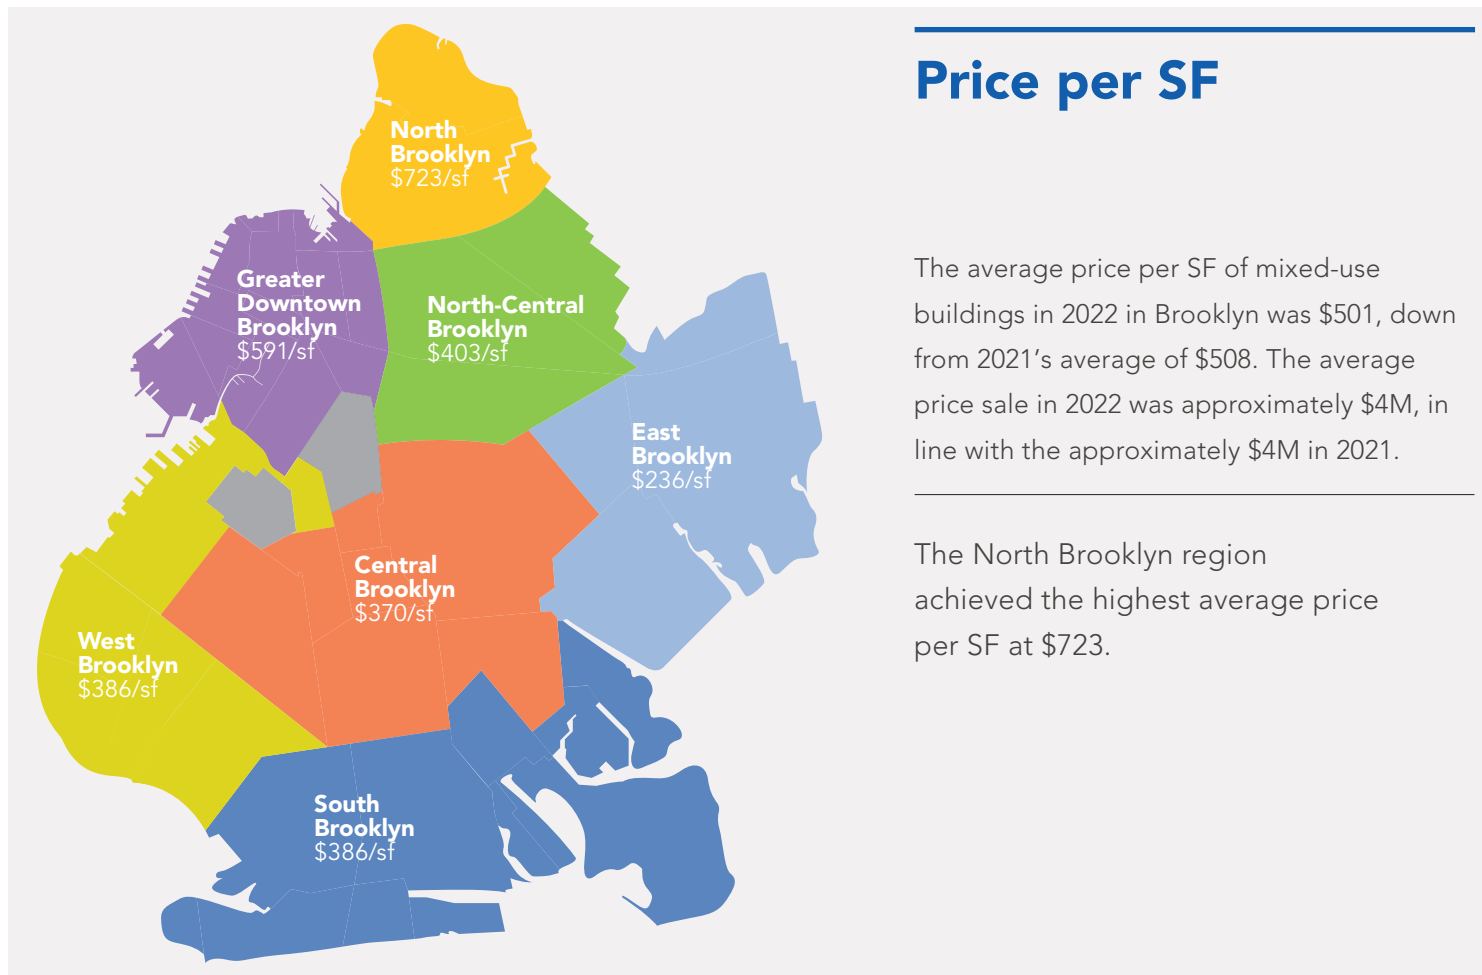 Price per SF
The average price per SF of mixed-use
buildings in 2022 in Brooklyn was $501, down
from 2021’s average of $508. The average
price sale in 2022 was approximately $4M, in
line with the approximately $4M in 2021.
The North Brooklyn region
achieved the highest average price
per SF at $723.
North
Brooklyn
$723/sf
Greater
Downtown
Brooklyn
$591/sf
North-Central
Brooklyn
$403/sf
East
Brooklyn
$236/sf
Central
Brooklyn
$370/sf
West
Brooklyn
$386/sf
South
Brooklyn
$386/sf